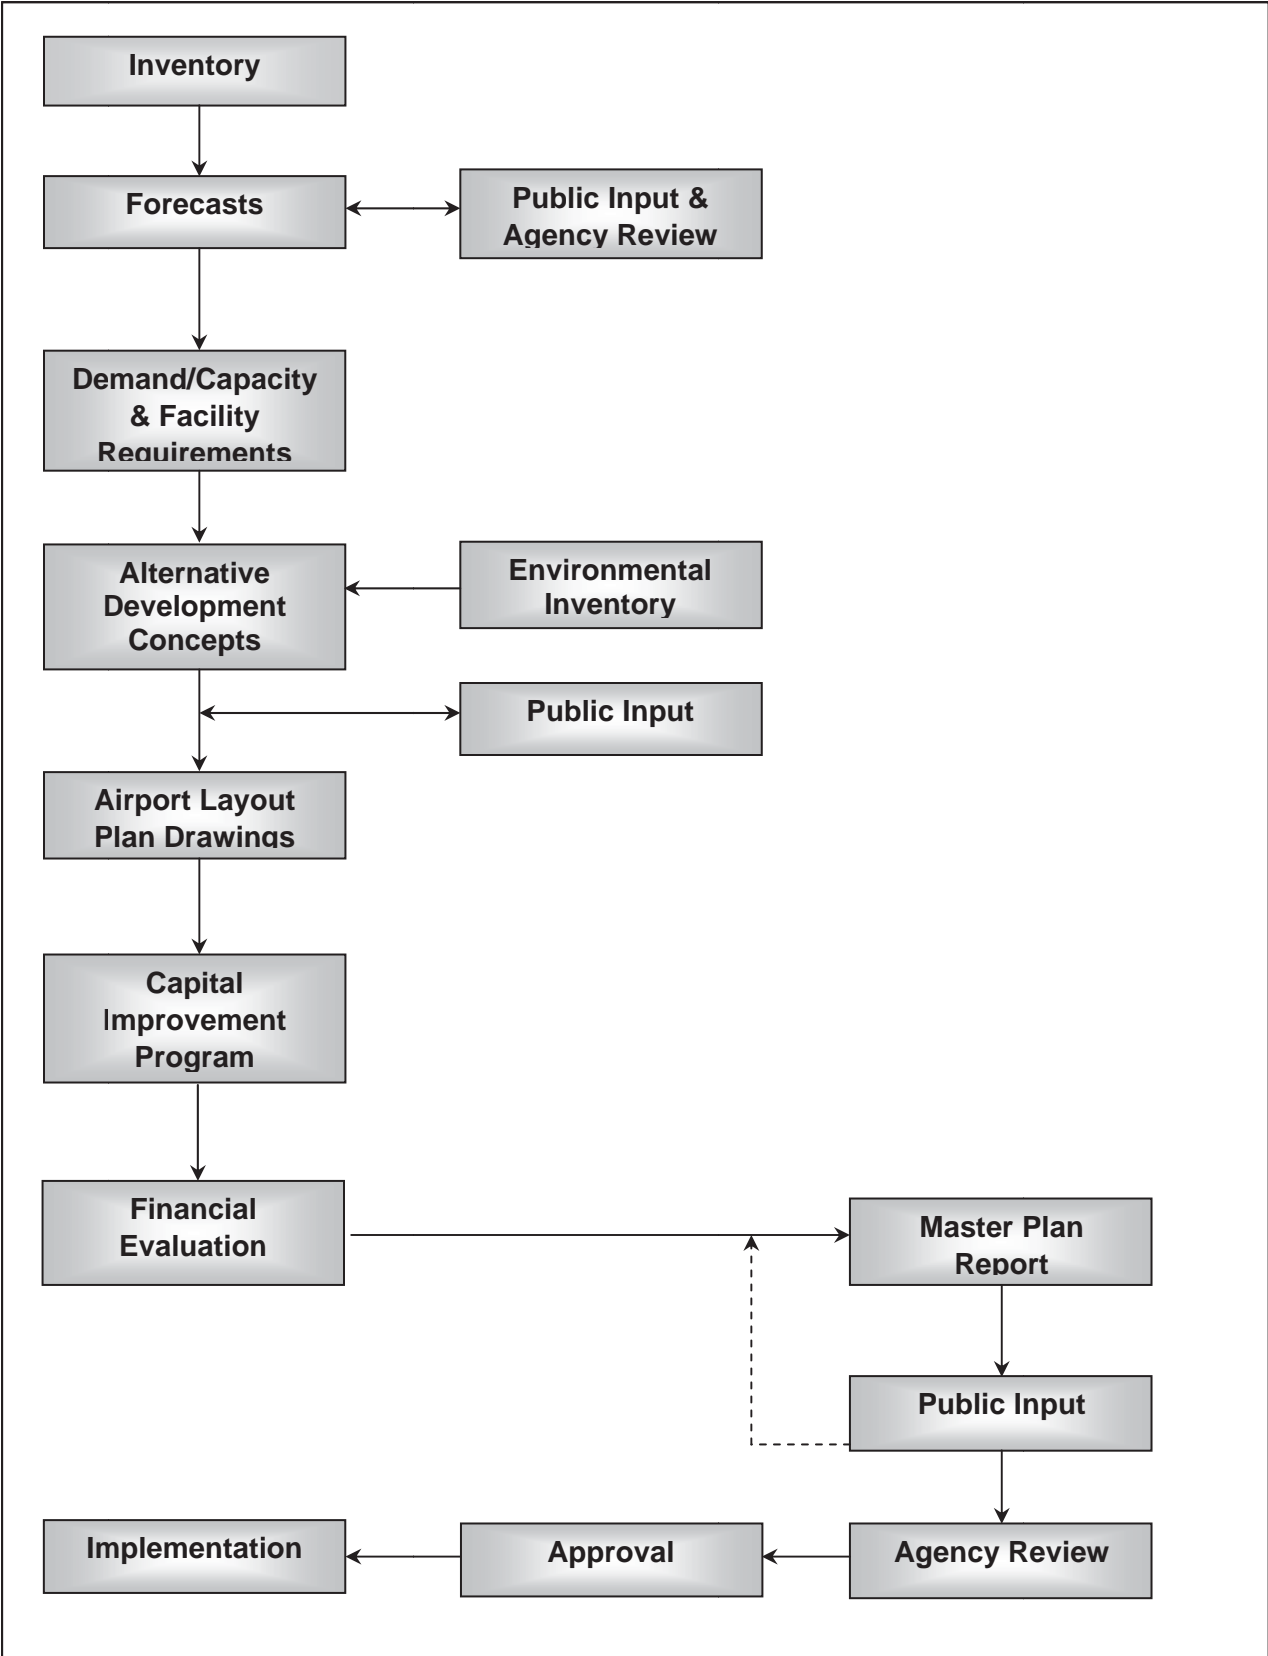 Inventory
Forecasts
Public Input &
Agency Review
Demand/Capacity
& Facility
Requirements
Alternative
Development
Concepts
Environmental
Inventory
Public Input
Airport Layout
Plan Drawings
Capital
Improvement
Program
Financial
Evaluation
Master Plan
Report
Public Input
Agency Review
Approval
Implementation